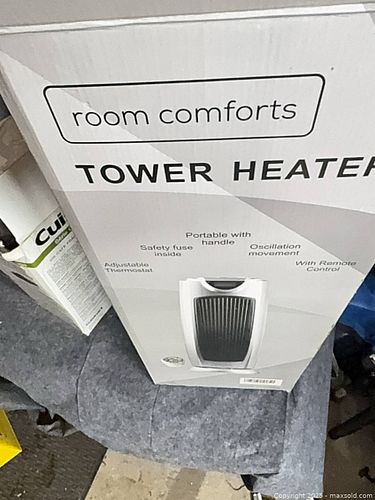 room comforts
TOWER HEATER
Portable with
handle
Safety fuse
inside
Oscillation
movement
Adjustable
Thermostat
With Remote
Control
Cui
Copyright 2025 - maxsold.com